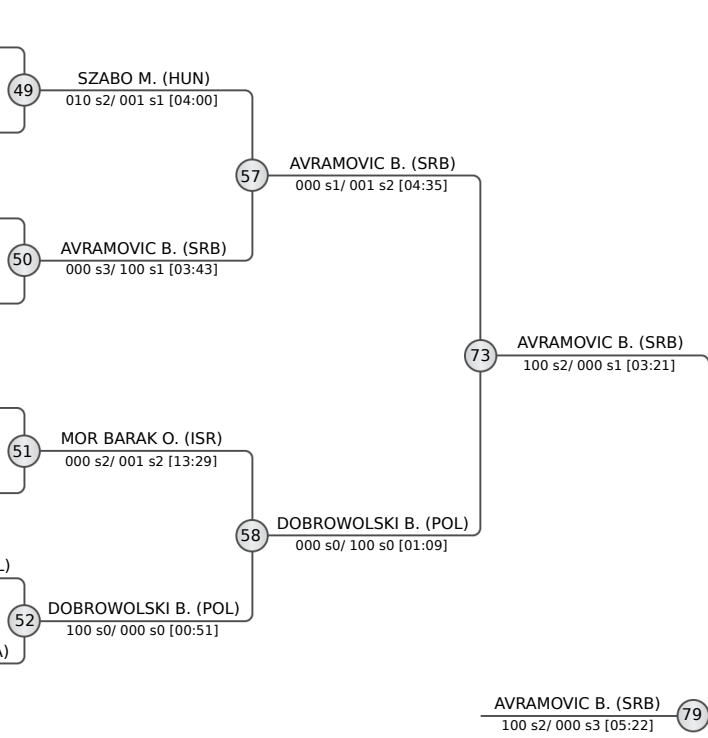 SZABO M. (HUN)
49
010 s2/ 001 s1 [04:00]
AVRAMOVIC B. (SRB)
57
000 s1/ 001 s2 [04:35]
AVRAMOVIC B. (SRB)
50
000 s3/ 100 s1 [03:43]
AVRAMOVIC B. (SRB)
73
100 s2/ 000 s1 [03:21]
MOR BARAK O. (ISR)
51
000 s2/ 001 s2 [13:29]
DOBROWOLSKI B. (POL)
58
000 s0/ 100 s0 [01:09]
L)
DOBROWOLSKI B. (POL)
52
100 s0/ 000 s0 [00:51]
A)
AVRAMOVIC B. (SRB)
79
100 s2/ 000 s3 [05:22]